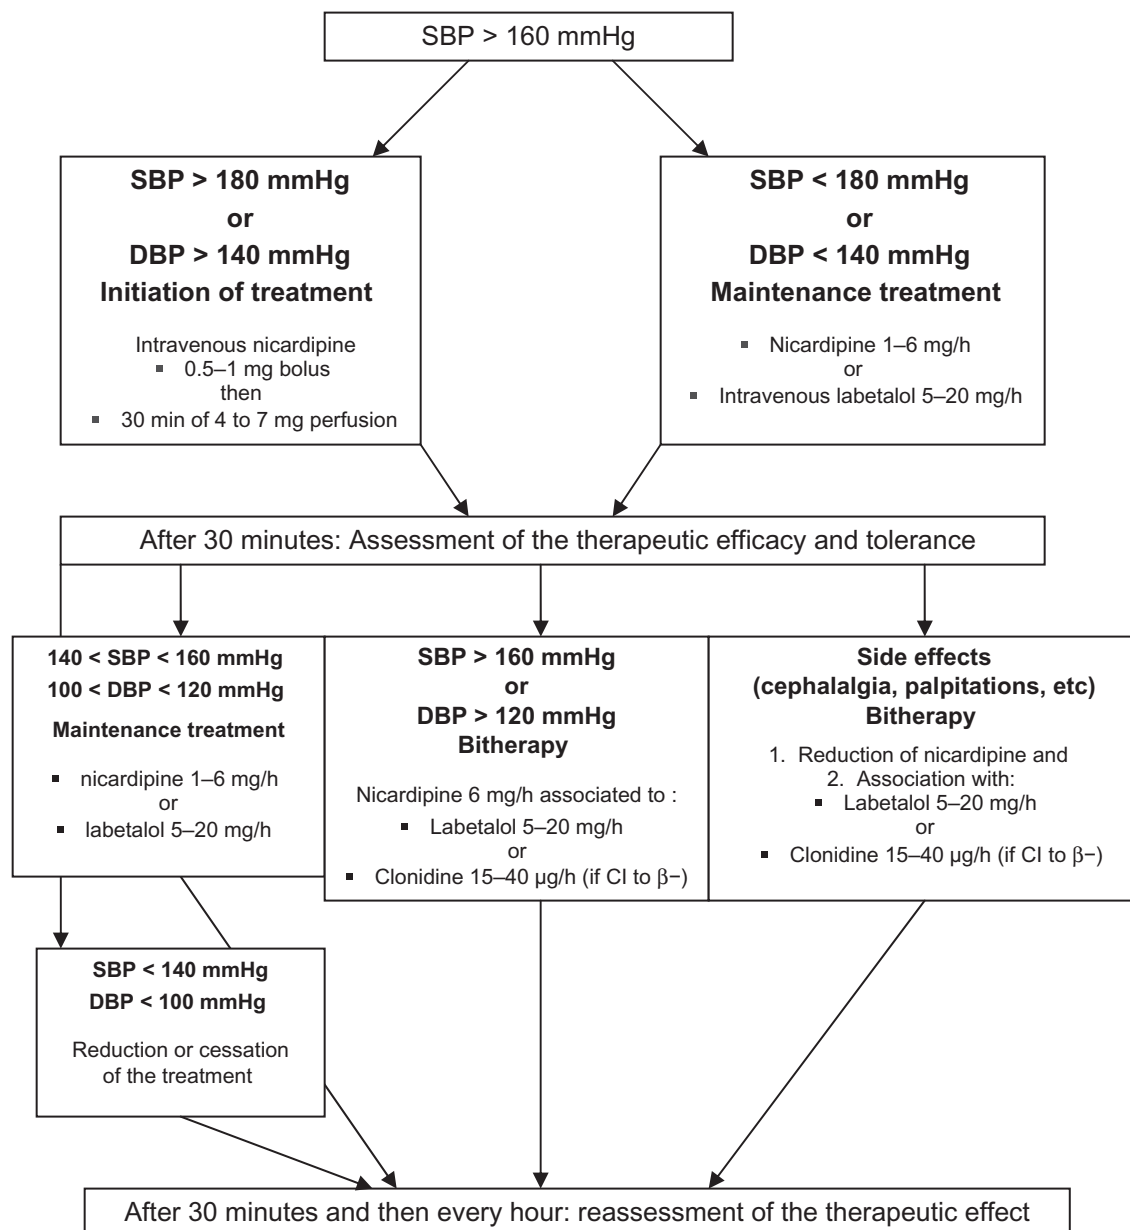 SBP > 160 mmHg
SBP > 180 mmHg
or
DBP > 140 mmHg
Initiation of treatment
Intravenous nicardipine
▪ 0.5–1 mg bolus
then
▪ 30 min of 4 to 7 mg perfusion
SBP < 180 mmHg
or
DBP < 140 mmHg
Maintenance treatment
▪ Nicardipine 1–6 mg/h
or
▪ Intravenous labetalol 5–20 mg/h
After 30 minutes: Assessment of the therapeutic efficacy and tolerance
140 < SBP < 160 mmHg
100 < DBP < 120 mmHg
Maintenance treatment
▪ nicardipine 1–6 mg/h
or
▪ labetalol 5–20 mg/h
SBP > 160 mmHg
or
DBP > 120 mmHg
Bitherapy
Nicardipine 6 mg/h associated to :
▪ Labetalol 5–20 mg/h
or
▪ Clonidine 15–40 µg/h (if CI to β−)
Side effects
(cephalalgia, palpitations, etc)
Bitherapy
1. Reduction of nicardipine and
2. Association with:
▪ Labetalol 5–20 mg/h
or
▪ Clonidine 15–40 µg/h (if CI to β−)
SBP < 140 mmHg
DBP < 100 mmHg
Reduction or cessation
of the treatment
After 30 minutes and then every hour: reassessment of the therapeutic effect